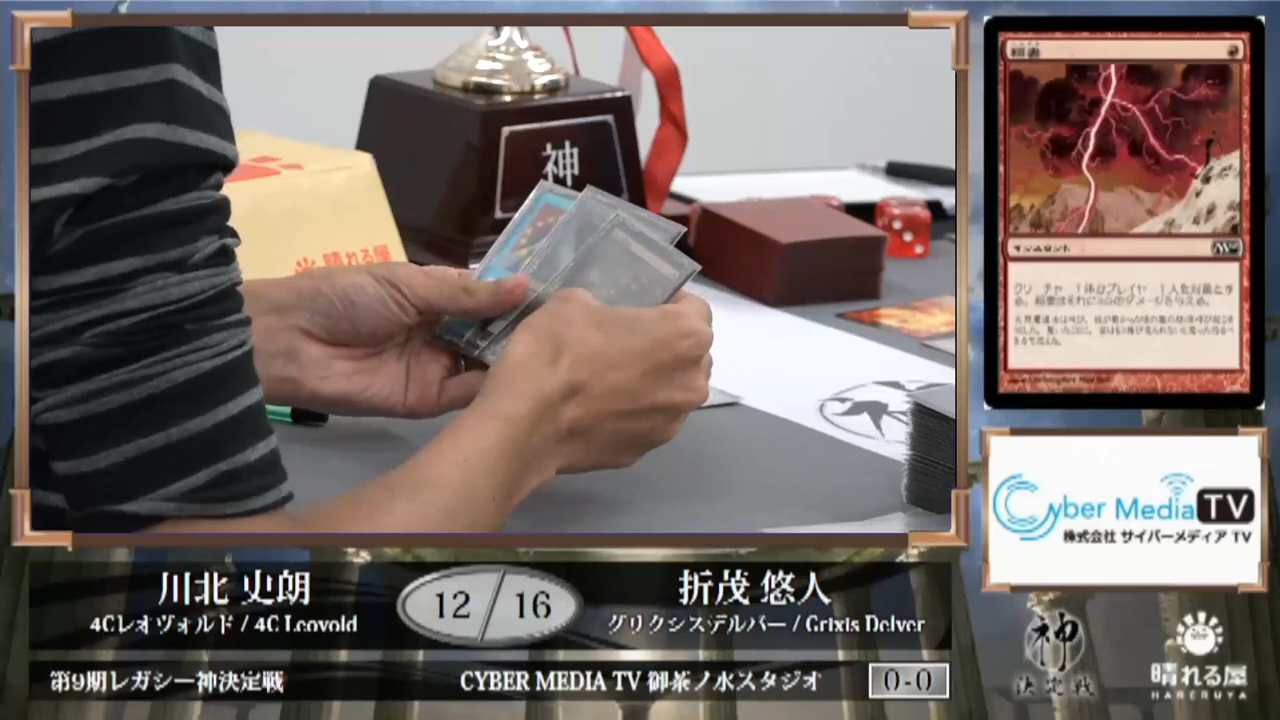 神
晴れる屋
稲妻
インスタント
Cyber Media TV
株式会社 サイバーメディア TV
川北 史朗
4Cレオヴォルド / 4C Leovold
12 / 16
折茂 悠人
グリクシスデルバー / Grixis Delver
第9期レガシー神決定戦
CYBER MEDIA TV 御茶ノ水スタジオ
0-0
神
決定戦
晴れる屋
HARERUYA